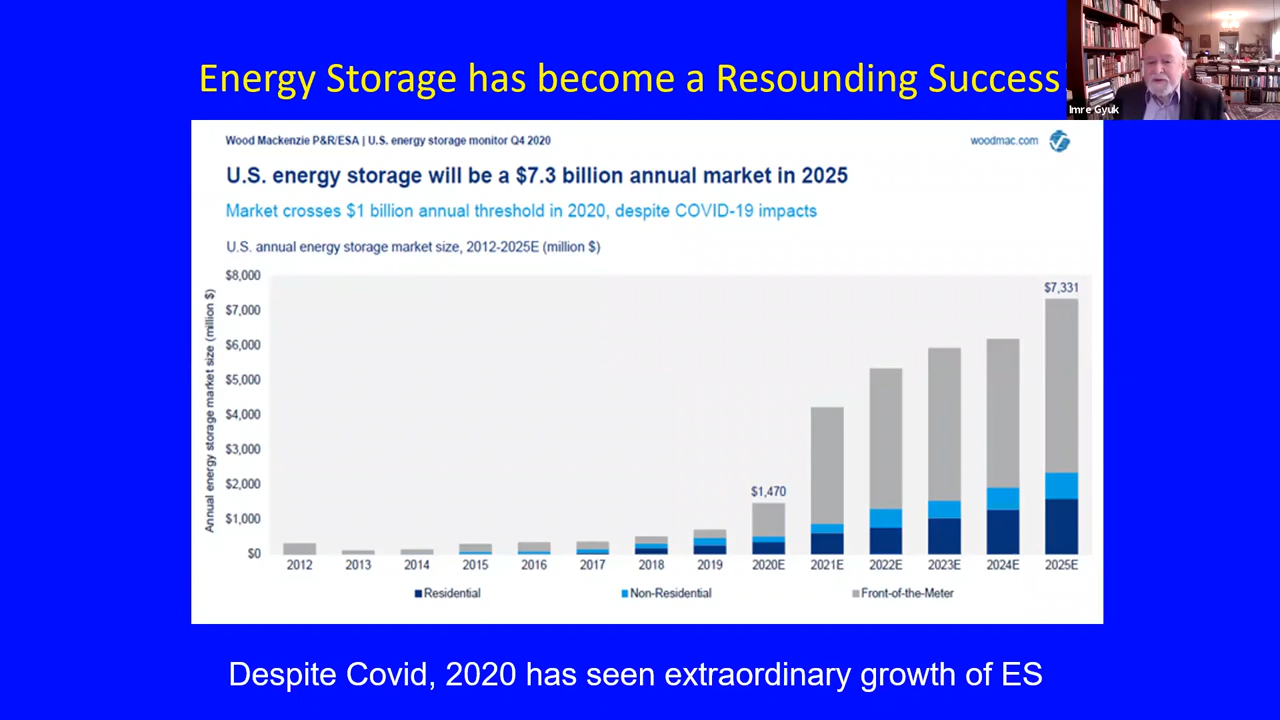 Energy Storage has become a Resounding Success
Imre Gyuk
Wood Mackenzie P&R/ESA | U.S. energy storage monitor Q4 2020
woodmac.com
U.S. energy storage will be a $7.3 billion annual market in 2025
Market crosses $1 billion annual threshold in 2020, despite COVID-19 impacts
U.S. annual energy storage market size, 2012-2025E (million $)
Annual energy storage market size (million $)
$8,000
$7,000
$6,000
$5,000
$4,000
$3,000
$2,000
$1,000
$0
$1,470
$7,331
2012 2013 2014 2015 2016 2017 2018 2019 2020E 2021E 2022E 2023E 2024E 2025E
Residential Non-Residential Front-of-the-Meter
Despite Covid, 2020 has seen extraordinary growth of ES